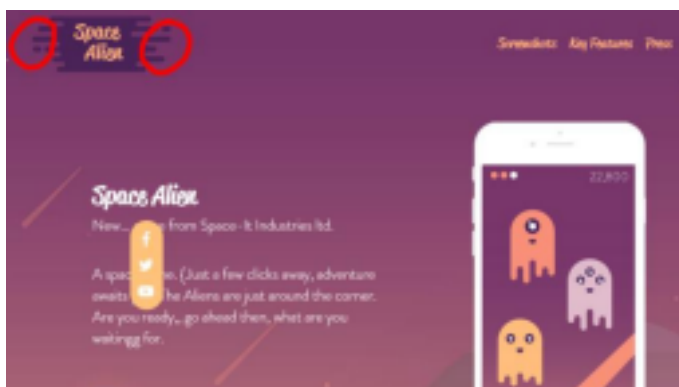 Space
Alien
Screenshots Key Features Press
22,800
Space Alien
New... from Space-It Industries ltd.
A spac e. (Just a few clicks away, adventure
awaits he Aliens are just around the corner.
Are you ready... go ahead then, what are you
waitingg for.